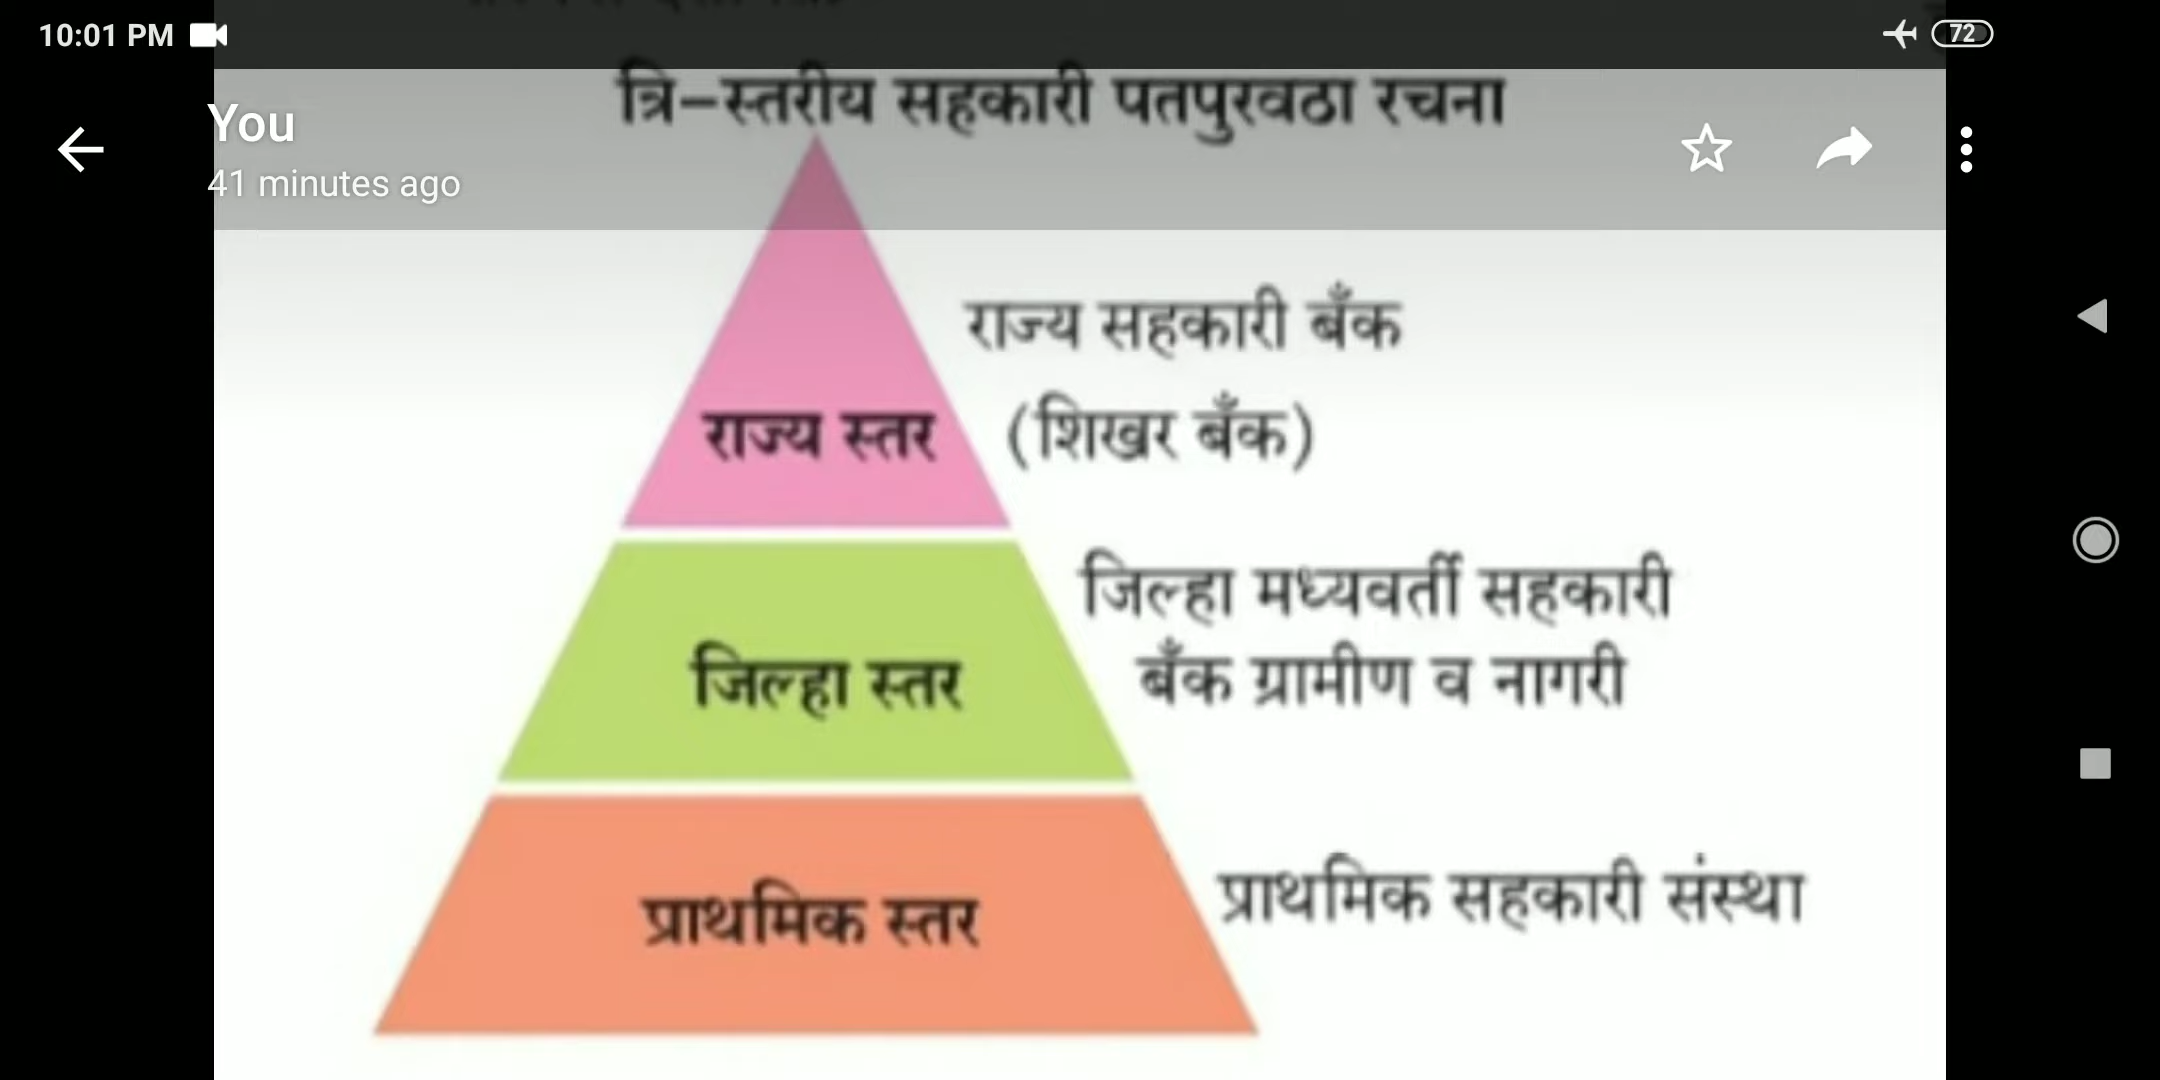 10:01 PM
72
You
41 minutes ago
त्रि–स्तरीय सहकारी पतपुरवठा रचना
राज्य सहकारी बँक
राज्य स्तर
(शिखर बँक)
जिल्हा मध्यवर्ती सहकारी
बँक ग्रामीण व नागरी
जिल्हा स्तर
प्राथमिक सहकारी संस्था
प्राथमिक स्तर